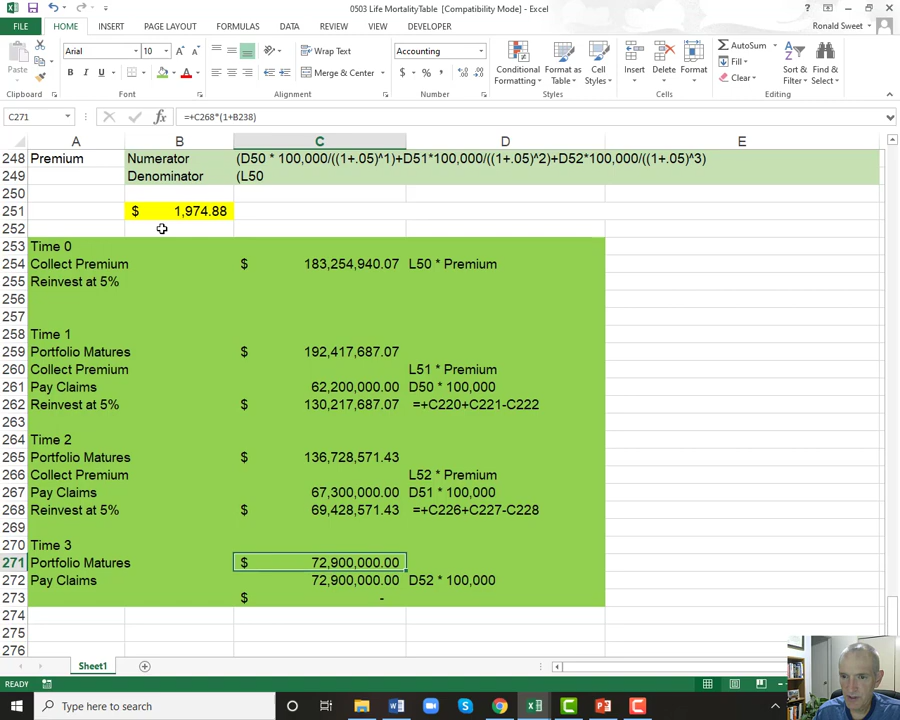 0503 Life MortalityTable [Compatibility Mode] - Excel
FILE HOME INSERT PAGE LAYOUT FORMULAS DATA REVIEW VIEW DEVELOPER Ronald Sweet
Paste Arial 10 Wrap Text Accounting Conditional Format as Cell Insert Delete Format AutoSum Sort & Find &
B I U Merge & Center $ % , Formatting Table Styles Fill Filter Select
Clear
Clipboard Font Alignment Number Styles Cells Editing
C271 fx =+C268*(1+B238)
A B C D E
248 Premium Numerator (D50 * 100,000/((1+.05)^1)+D51*100,000/((1+.05)^2)+D52*100,000/((1+.05)^3)
249 Denominator (L50
250
251 $ 1,974.88
252
253 Time 0
254 Collect Premium $ 183,254,940.07 L50 * Premium
255 Reinvest at 5%
256
257
258 Time 1
259 Portfolio Matures $ 192,417,687.07
260 Collect Premium L51 * Premium
261 Pay Claims 62,200,000.00 D50 * 100,000
262 Reinvest at 5% $ 130,217,687.07 =+C220+C221-C222
263
264 Time 2
265 Portfolio Matures $ 136,728,571.43
266 Collect Premium L52 * Premium
267 Pay Claims 67,300,000.00 D51 * 100,000
268 Reinvest at 5% $ 69,428,571.43 =+C226+C227-C228
269
270 Time 3
271 Portfolio Matures $ 72,900,000.00
272 Pay Claims 72,900,000.00 D52 * 100,000
273 $ -
274
275
276
Sheet1
READY
Type here to search